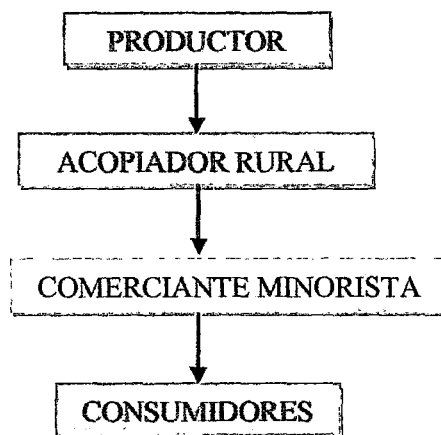 PRODUCTOR
ACOPIADOR RURAL
COMERCIANTE MINORISTA
CONSUMIDORES